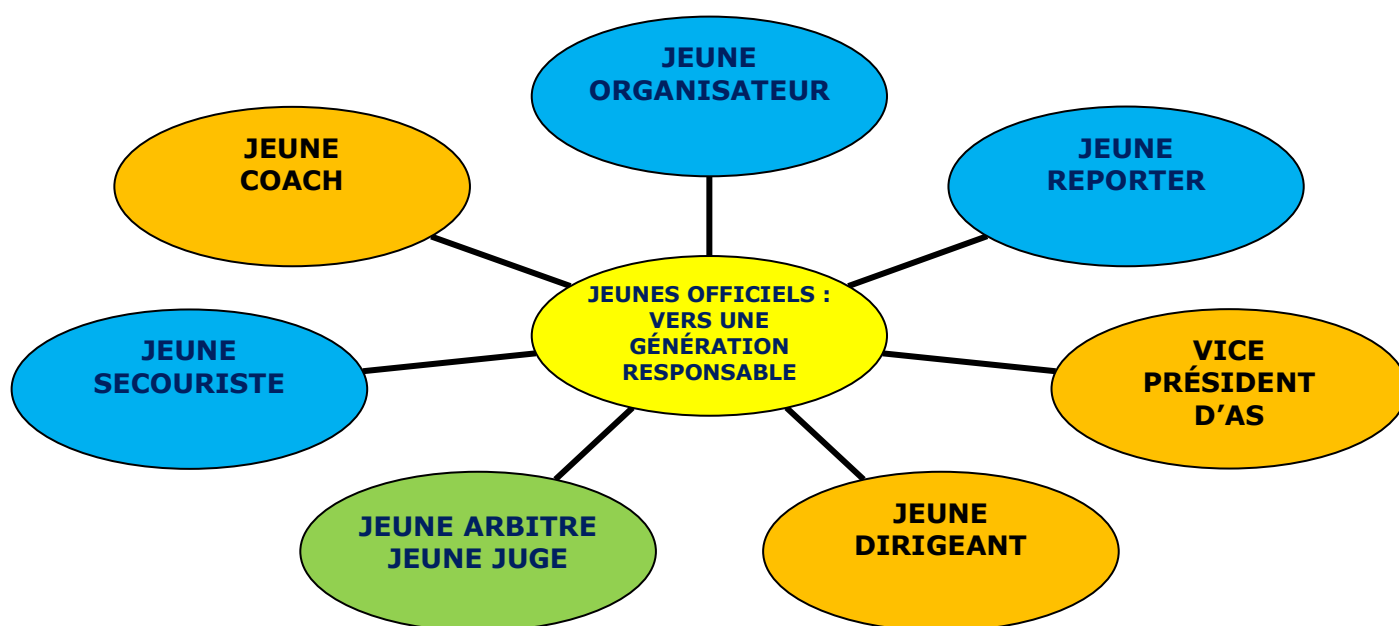 JEUNE
ORGANISATEUR
JEUNE
COACH
JEUNE
REPORTER
JEUNES OFFICIELS :
VERS UNE
GÉNÉRATION
RESPONSABLE
JEUNE
SECOURISTE
VICE
PRÉSIDENT
D’AS
JEUNE ARBITRE
JEUNE JUGE
JEUNE
DIRIGEANT